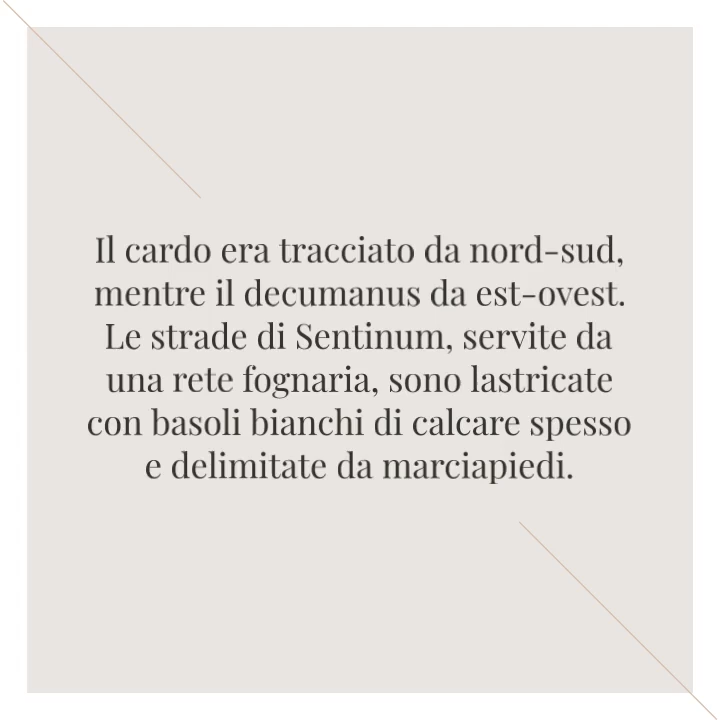 Il cardo era tracciato da nord-sud,
mentre il decumanus da est-ovest.
Le strade di Sentinum, servite da
una rete fognaria, sono lastricate
con basoli bianchi di calcare spesso
e delimitate da marciapiedi.